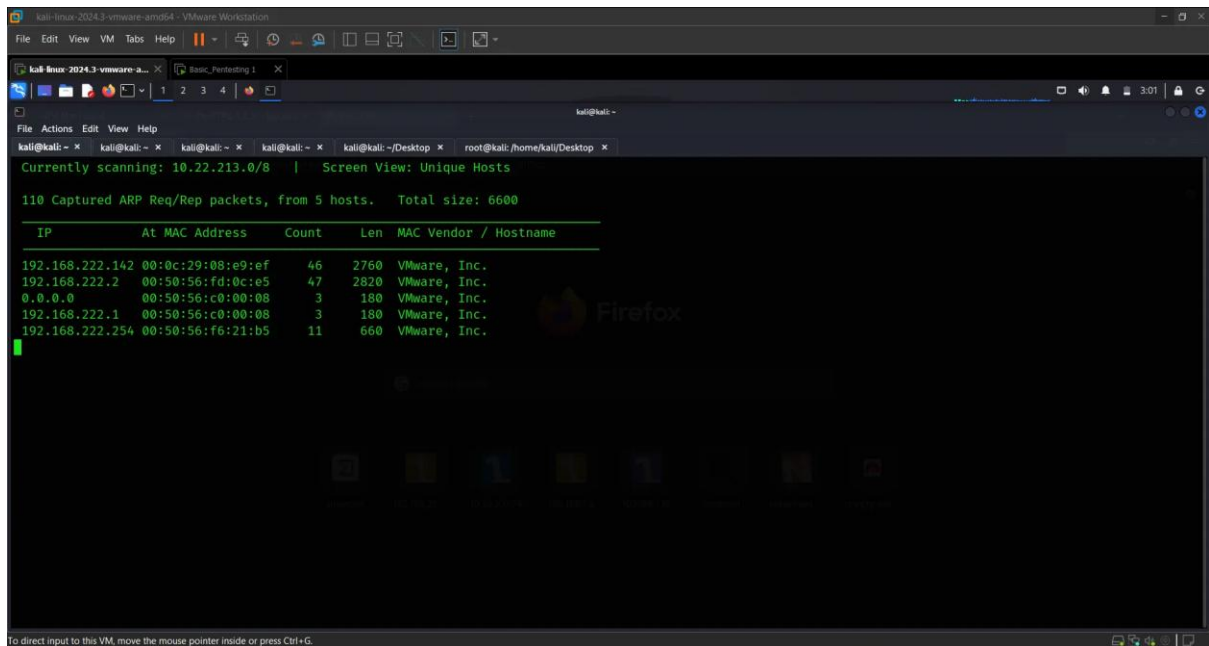 kali-linux-2024.3-vmware-amd64 - VMware Workstation
File Edit View VM Tabs Help
kali-linux-2024.3-vmware-a... Basic_Pentesting 1
1 2 3 4 3:01
kali@kali: ~
File Actions Edit View Help
kali@kali: ~ kali@kali: ~ kali@kali: ~ kali@kali: ~ kali@kali: ~/Desktop root@kali: /home/kali/Desktop
Currently scanning: 10.22.213.0/8 | Screen View: Unique Hosts
110 Captured ARP Req/Rep packets, from 5 hosts. Total size: 6600
IP At MAC Address Count Len MAC Vendor / Hostname
192.168.222.142 00:0c:29:08:e9:ef 46 2760 VMware, Inc.
192.168.222.2 00:50:56:fd:0c:e5 47 2820 VMware, Inc.
0.0.0.0 00:50:56:c0:00:08 3 180 VMware, Inc.
192.168.222.1 00:50:56:c0:00:08 3 180 VMware, Inc.
192.168.222.254 00:50:56:f6:21:b5 11 660 VMware, Inc.
Firefox
To direct input to this VM, move the mouse pointer inside or press Ctrl+G.